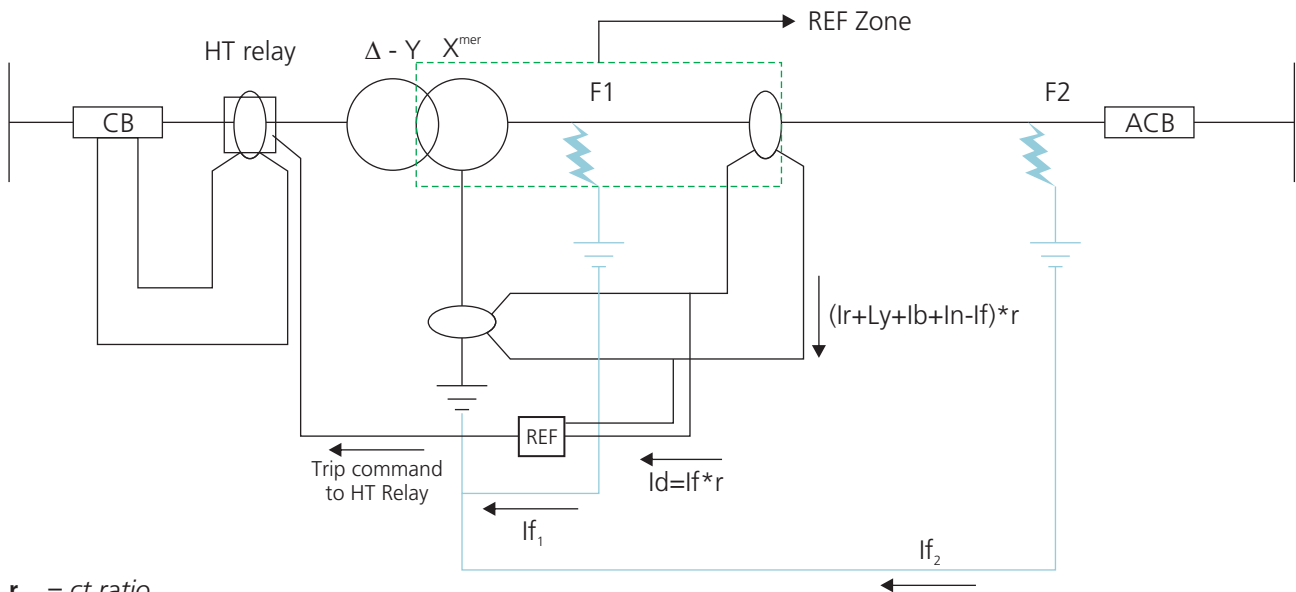 REF Zone
HT relay
Δ - Y X^mer
F1
F2
CB
ACB
(Ir+Ly+Ib+In-If)*r
REF
Trip command
to HT Relay
Id=If*r
If₁
If₂
r = ct ratio